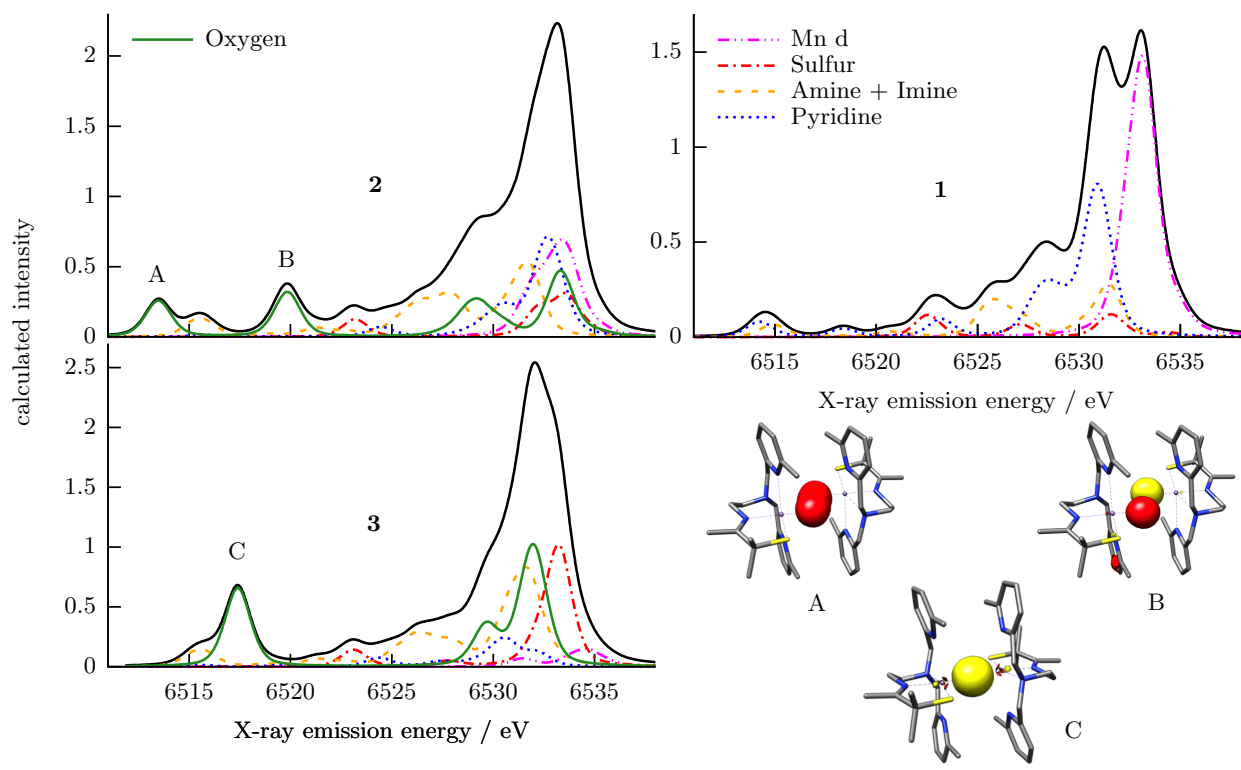 2
1.5
1
0.5
0
Oxygen
2
A
B
1.5
1
0.5
0
Mn d
Sulfur
Amine + Imine
Pyridine
1
6515 6520 6525 6530 6535
X-ray emission energy / eV
calculated intensity
2.5
2
1.5
1
0.5
0
3
C
6515 6520 6525 6530 6535
X-ray emission energy / eV
A
B
C